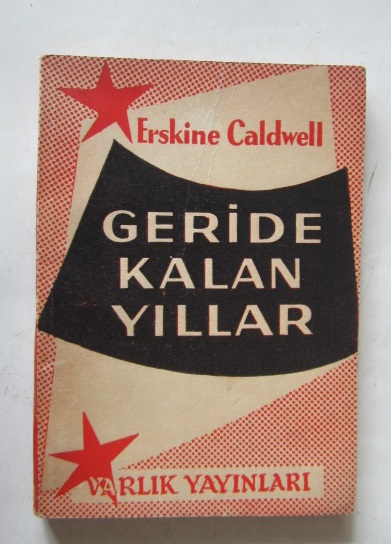 Erskine Caldwell
GERİDE
KALAN
YILLAR
VARLIK YAYINLARI